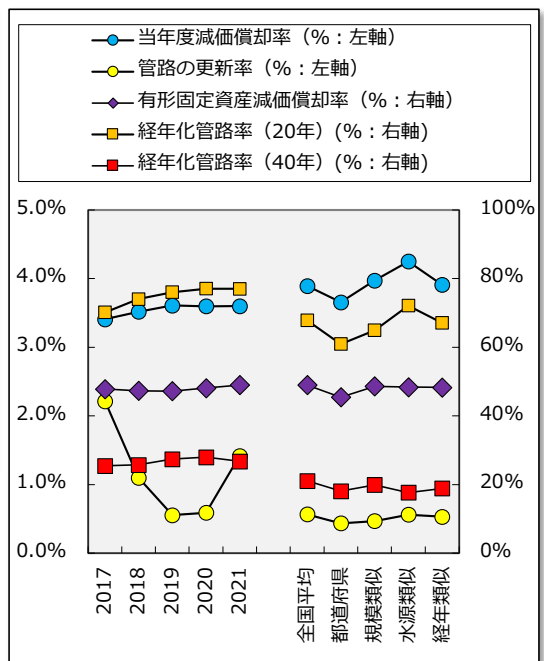 当年度減価償却率（%：左軸）
管路の更新率（%：左軸）
有形固定資産減価償却率（%：右軸）
経年化管路率（20年）(%：右軸)
経年化管路率（40年）(%：右軸)
5.0%
100%
4.0%
80%
3.0%
60%
2.0%
40%
1.0%
20%
0.0%
0%
2017
2018
2019
2020
2021
全国平均
都道府県
規模類似
水源類似
経年類似